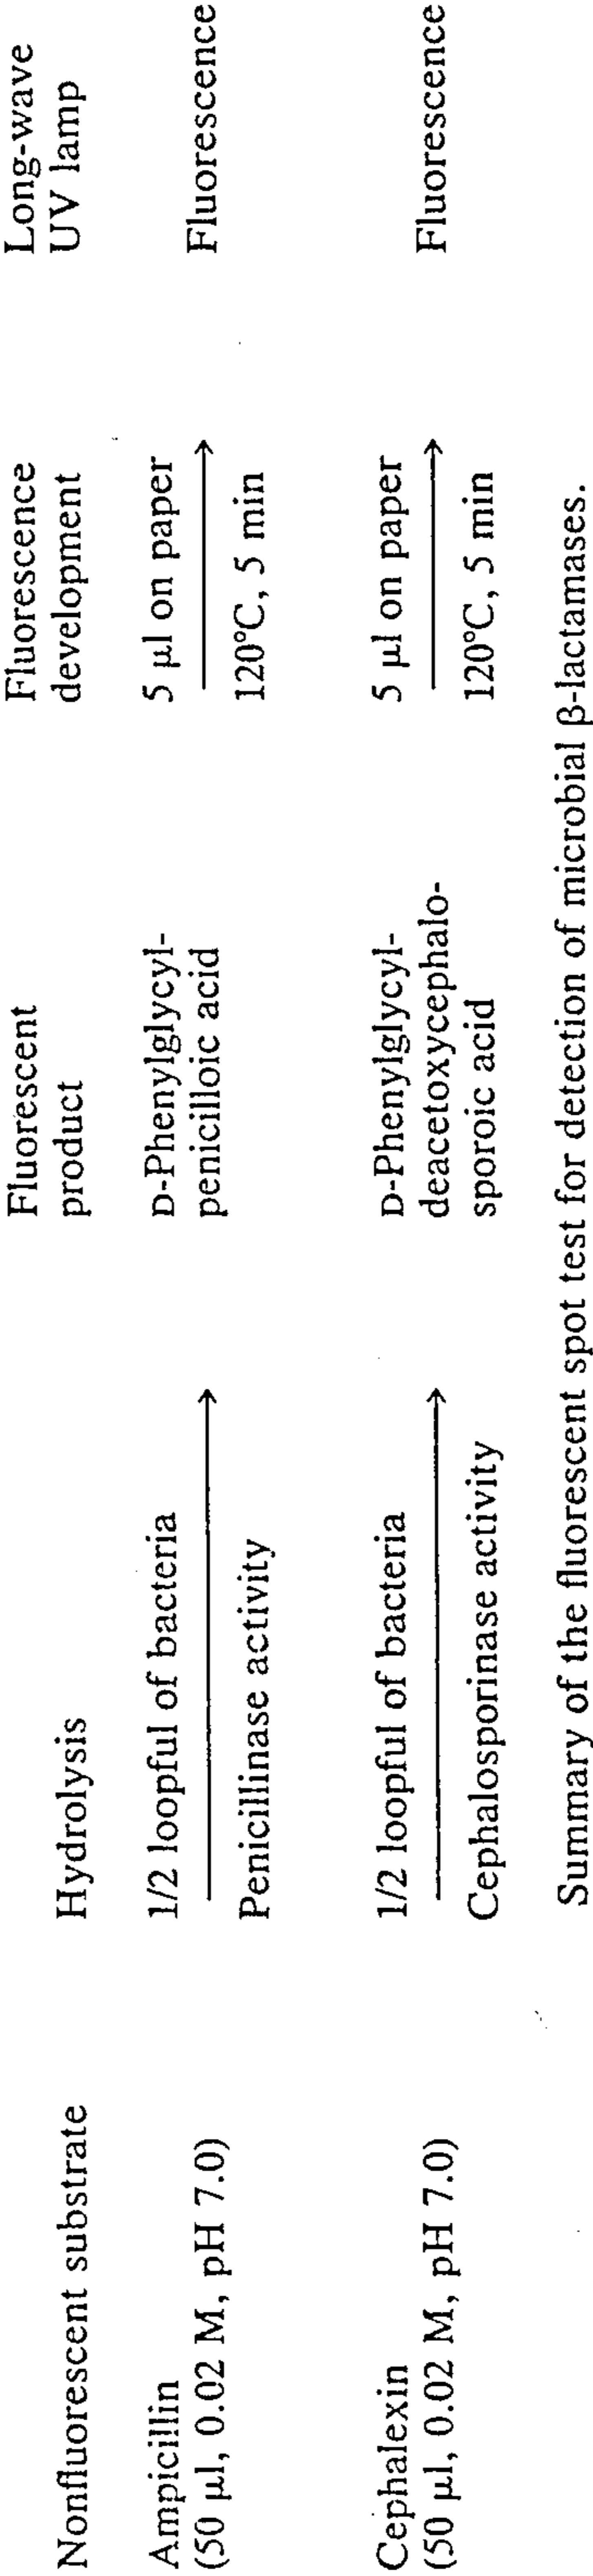 Nonfluorescent substrate
Hydrolysis
Fluorescent
product
Fluorescence
development
Long-wave
UV lamp
Ampicillin
(50 µl, 0.02 M, pH 7.0)
1/2 loopful of bacteria
Penicillinase activity
D-Phenylglycyl-
penicilloic acid
5 µl on paper
120°C, 5 min
Fluorescence
Cephalexin
(50 µl, 0.02 M, pH 7.0)
1/2 loopful of bacteria
Cephalosporinase activity
D-Phenylglycyl-
deacetoxycephalo-
sporoic acid
5 µl on paper
120°C, 5 min
Fluorescence
Summary of the fluorescent spot test for detection of microbial β-lactamases.